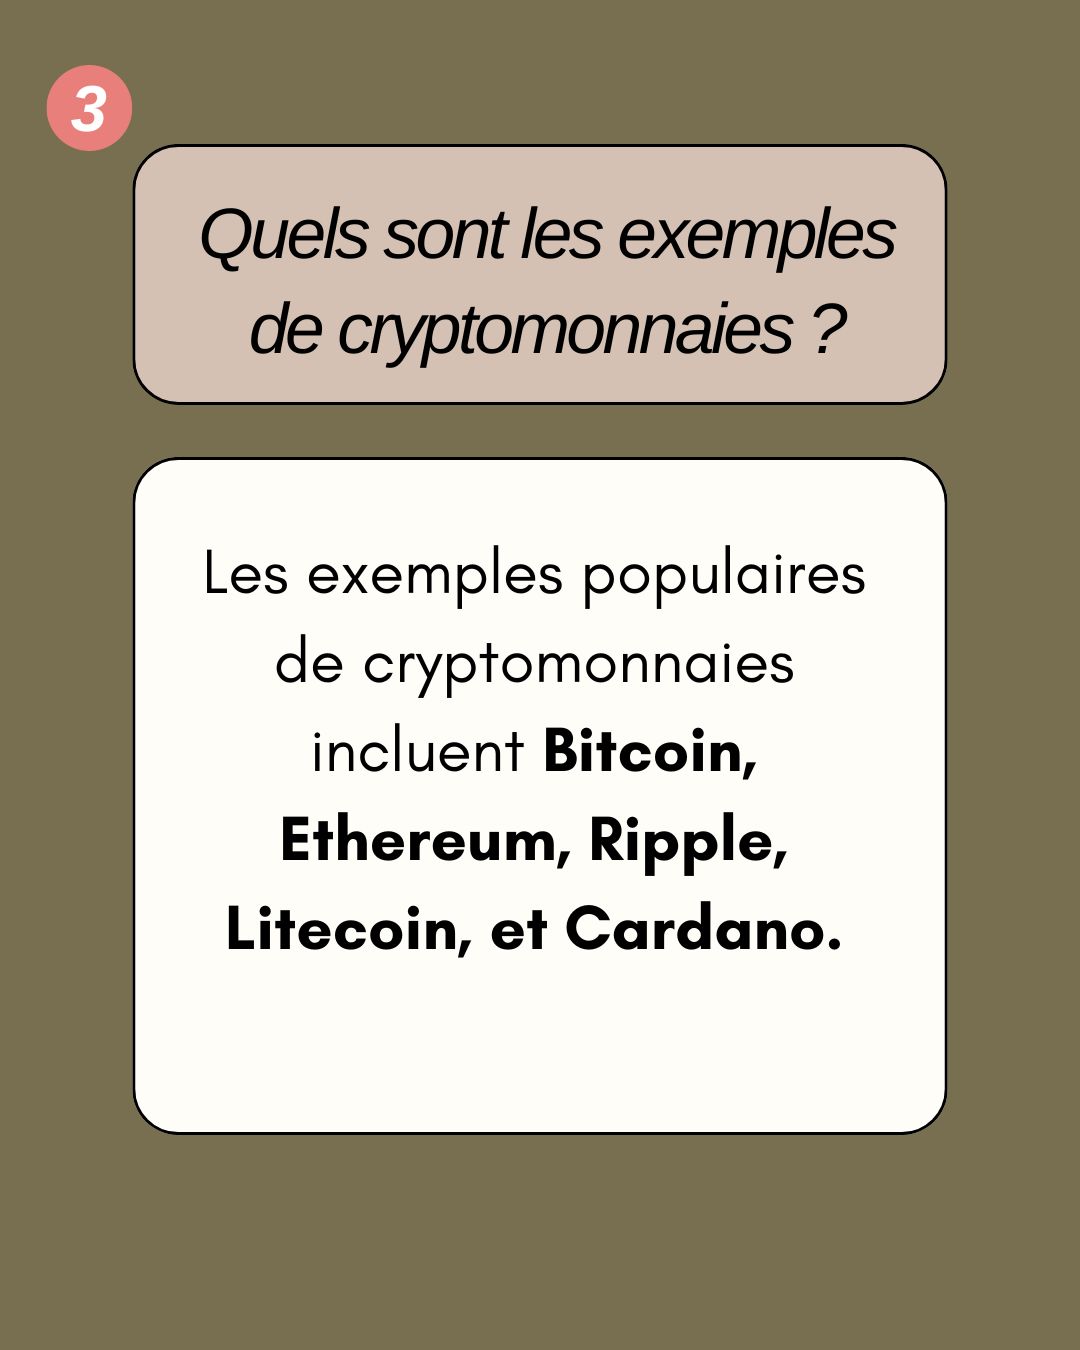 3
Quels sont les exemples
de cryptomonnaies ?
Les exemples populaires
de cryptomonnaies
incluent Bitcoin,
Ethereum, Ripple,
Litecoin, et Cardano.